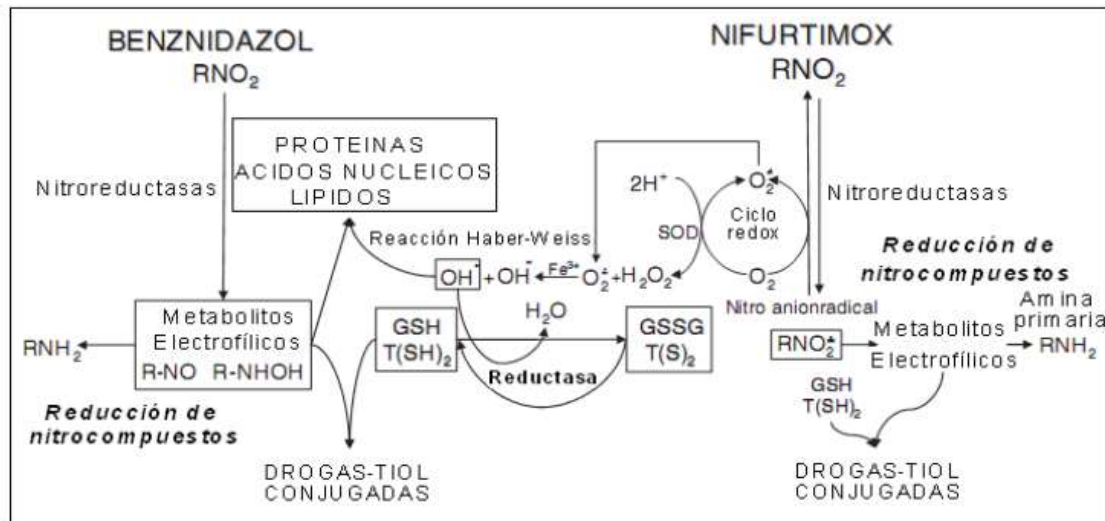 BENZNIDAZOL
RNO2
NIFURTIMOX
RNO2
Nitroreductasas
PROTEINAS
ACIDOS NUCLEICOS
LIPIDOS
Reacción Haber-Weiss
2H+
SOD
Ciclo
redox
O2∸
O2-
Nitroreductasas
Reducción de
nitrocompuestos
OH• + OH- Fe3+ O2∸ + H2O2
Nitro anionradical
Amina
primaria
RNH2
Metabolitos
Electrofílicos
R-NO R-NHOH
RNH2
GSH
T(SH)2
H2O
GSSG
T(S)2
Reductasa
RNO2∸
Metabolitos
Electrofílicos
GSH
T(SH)2
Reducción de
nitrocompuestos
DROGAS-TIOL
CONJUGADAS
DROGAS-TIOL
CONJUGADAS